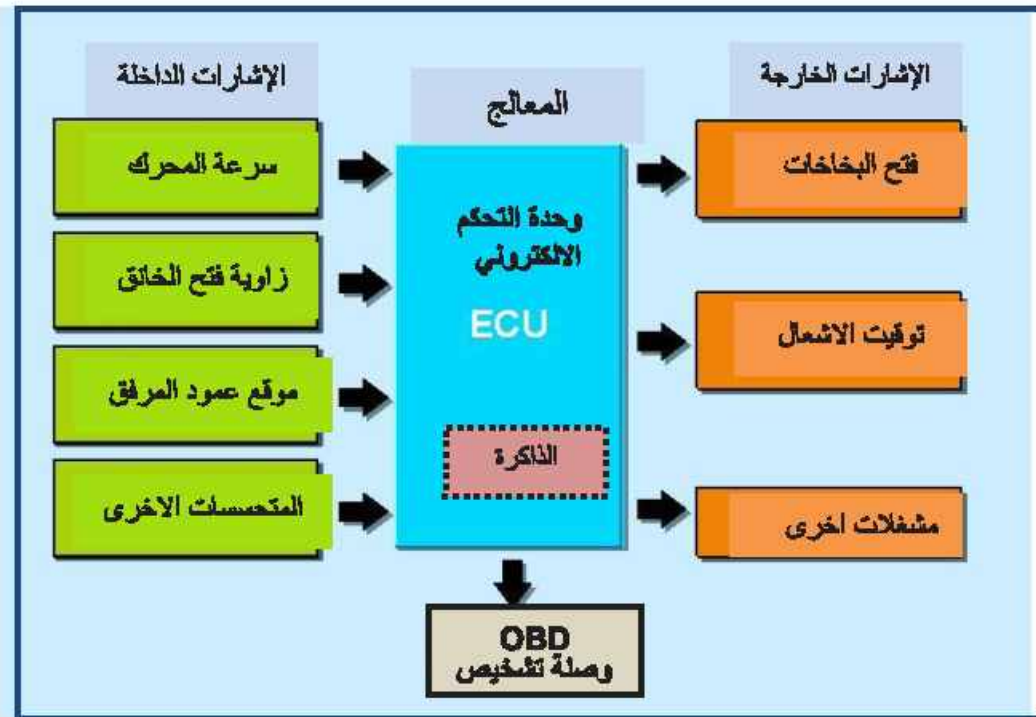 الإشارات الداخلة
سرعة المحرك
زاوية فتح الخانق
موقع عمود المرفق
المتحسسات الاخرى
المعالج
وحدة التحكم
الالكتروني
ECU
الذاكرة
OBD
وصلة تشخيص
الإشارات الخارجة
فتح البخاخات
توقيت الاشعال
مشغلات اخرى